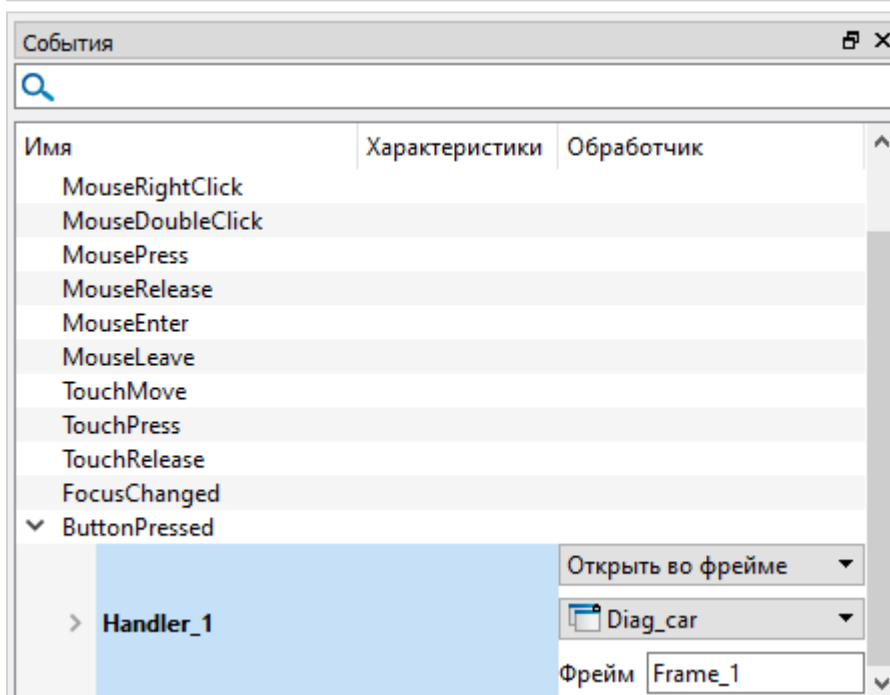 События
Имя Характеристики Обработчик
MouseRightClick
MouseDoubleClick
MousePress
MouseRelease
MouseEnter
MouseLeave
TouchMove
TouchPress
TouchRelease
FocusChanged
ButtonPressed
Открыть во фрейме
Handler_1 Diag_car
Фрейм Frame_1